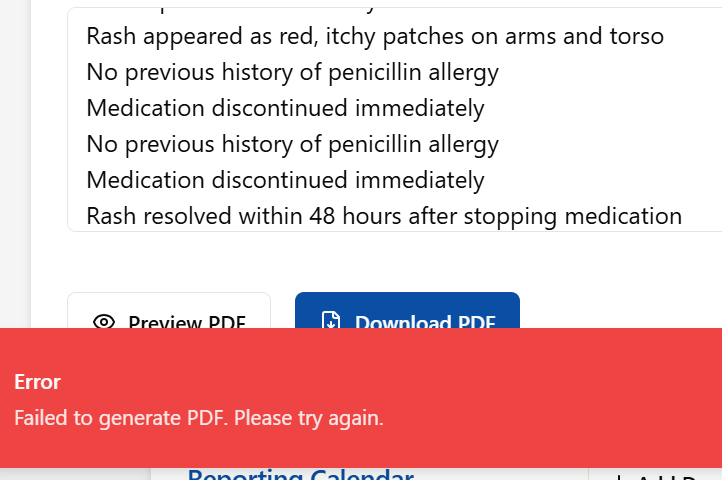 Rash appeared as red, itchy patches on arms and torso
No previous history of penicillin allergy
Medication discontinued immediately
No previous history of penicillin allergy
Medication discontinued immediately
Rash resolved within 48 hours after stopping medication
Preview PDF
Download PDF
Error
Failed to generate PDF. Please try again.
Reporting Calendar
Add